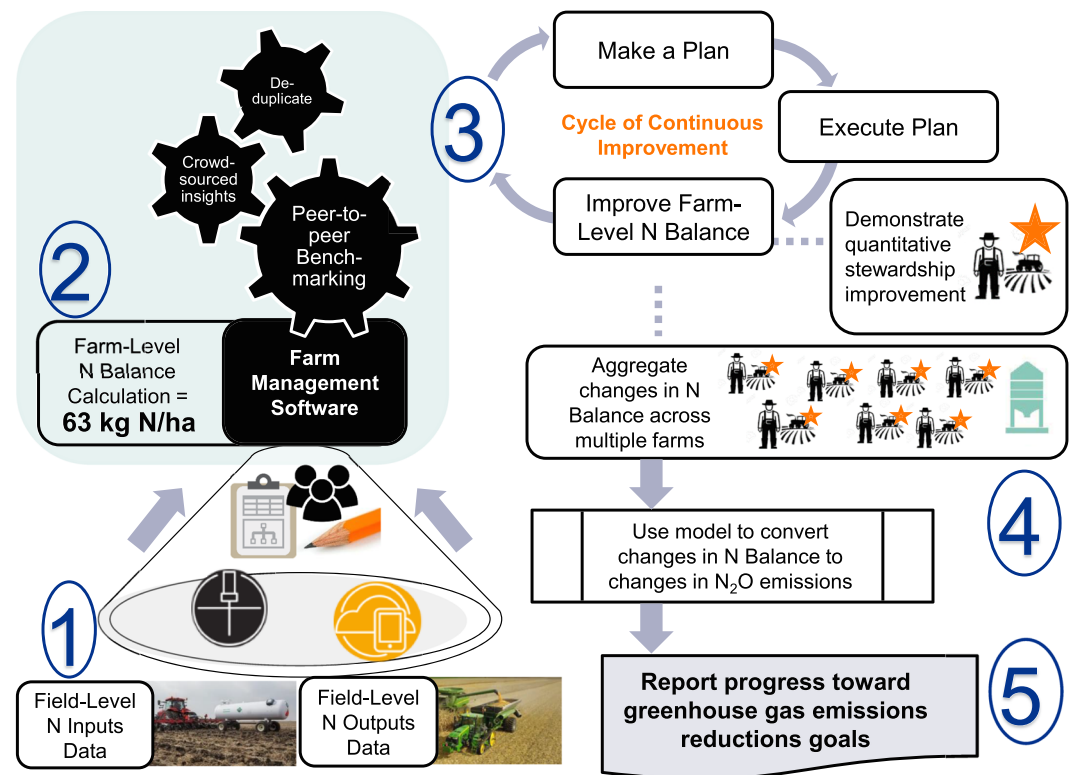 1
Field-Level
N Inputs
Data
Field-Level
N Outputs
Data
2
Farm-Level
N Balance
Calculation =
63 kg N/ha
Farm
Management
Software
De-
duplicate
Crowd-
sourced
insights
Peer-to-
peer
Bench-
marking
3
Make a Plan
Execute Plan
Cycle of Continuous
Improvement
Improve Farm-
Level N Balance
Demonstrate
quantitative
stewardship
improvement
Aggregate
changes in N
Balance across
multiple farms
4
Use model to convert
changes in N Balance to
changes in N₂O emissions
5
Report progress toward
greenhouse gas emissions
reductions goals